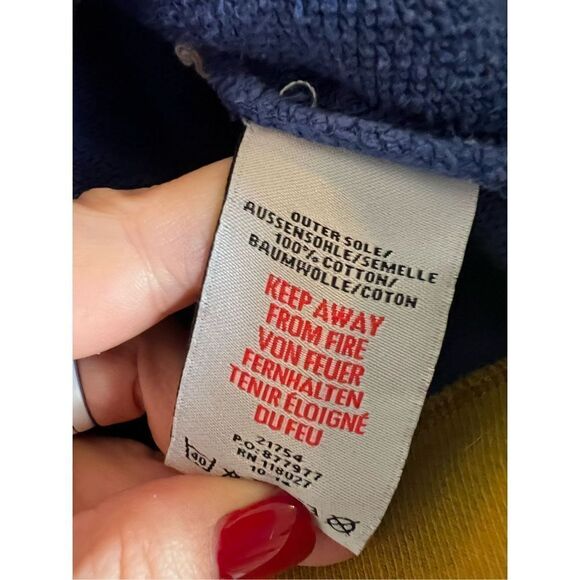 OUTER SOLE/
AUSSENSOHLE/SEMELLE
100% COTTON/
BAUMWOLLE/COTON
KEEP AWAY
FROM FIRE
VON FEUER
FERNHALTEN
TENIR ÉLOIGNÉ
DU FEU
21754
P.O:877977
RN 118027
40